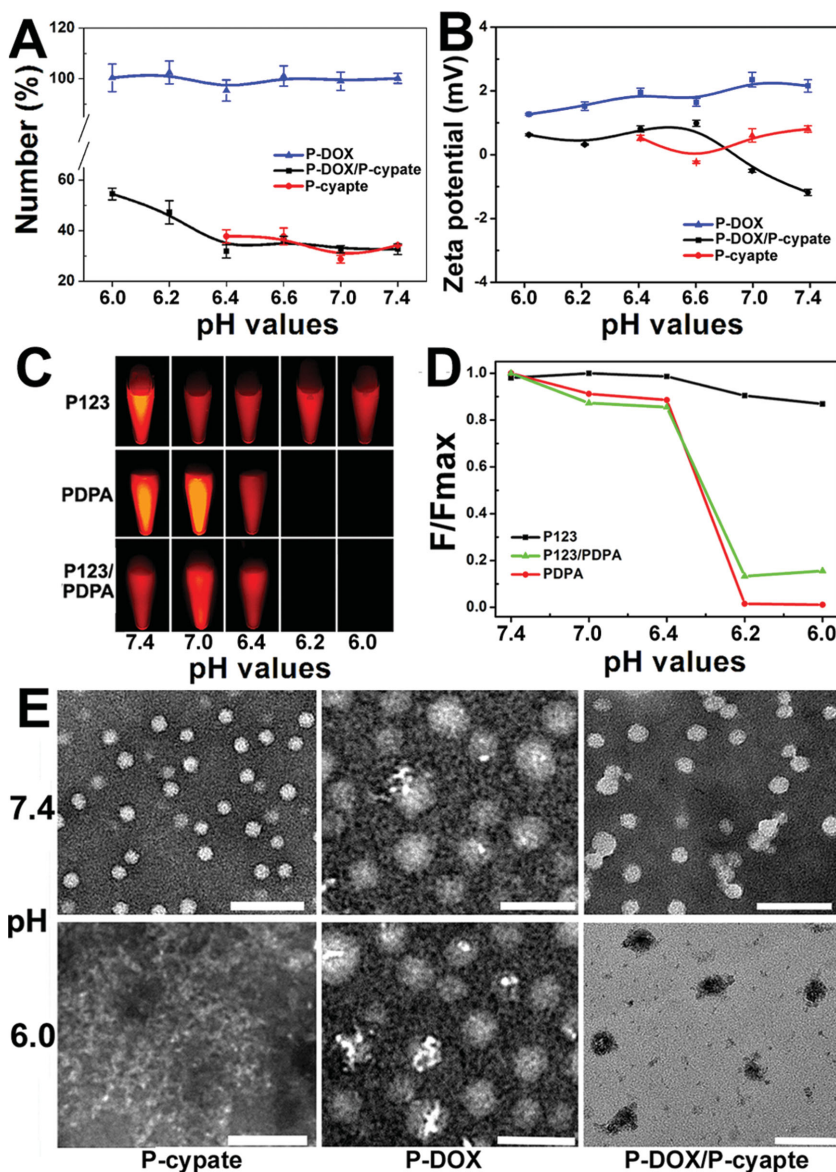 A
Number (%)
100
60
40
20
P-DOX
P-DOX/P-cypate
P-cyapte
6.0 6.2 6.4 6.6 7.0 7.4
pH values
B
Zeta potential (mV)
4
2
0
2
4
P-DOX
P-DOX/P-cypate
P-cyapte
6.0 6.2 6.4 6.6 7.0 7.4
pH values
C
P123
PDPA
P123/
PDPA
7.4 7.0 6.4 6.2 6.0
pH values
D
F/Fmax
1.0
0.8
0.6
0.4
0.2
0.0
P123
P123/PDPA
PDPA
7.4 7.0 6.4 6.2 6.0
pH values
E
7.4
pH
6.0
P-cypate P-DOX P-DOX/P-cyapte